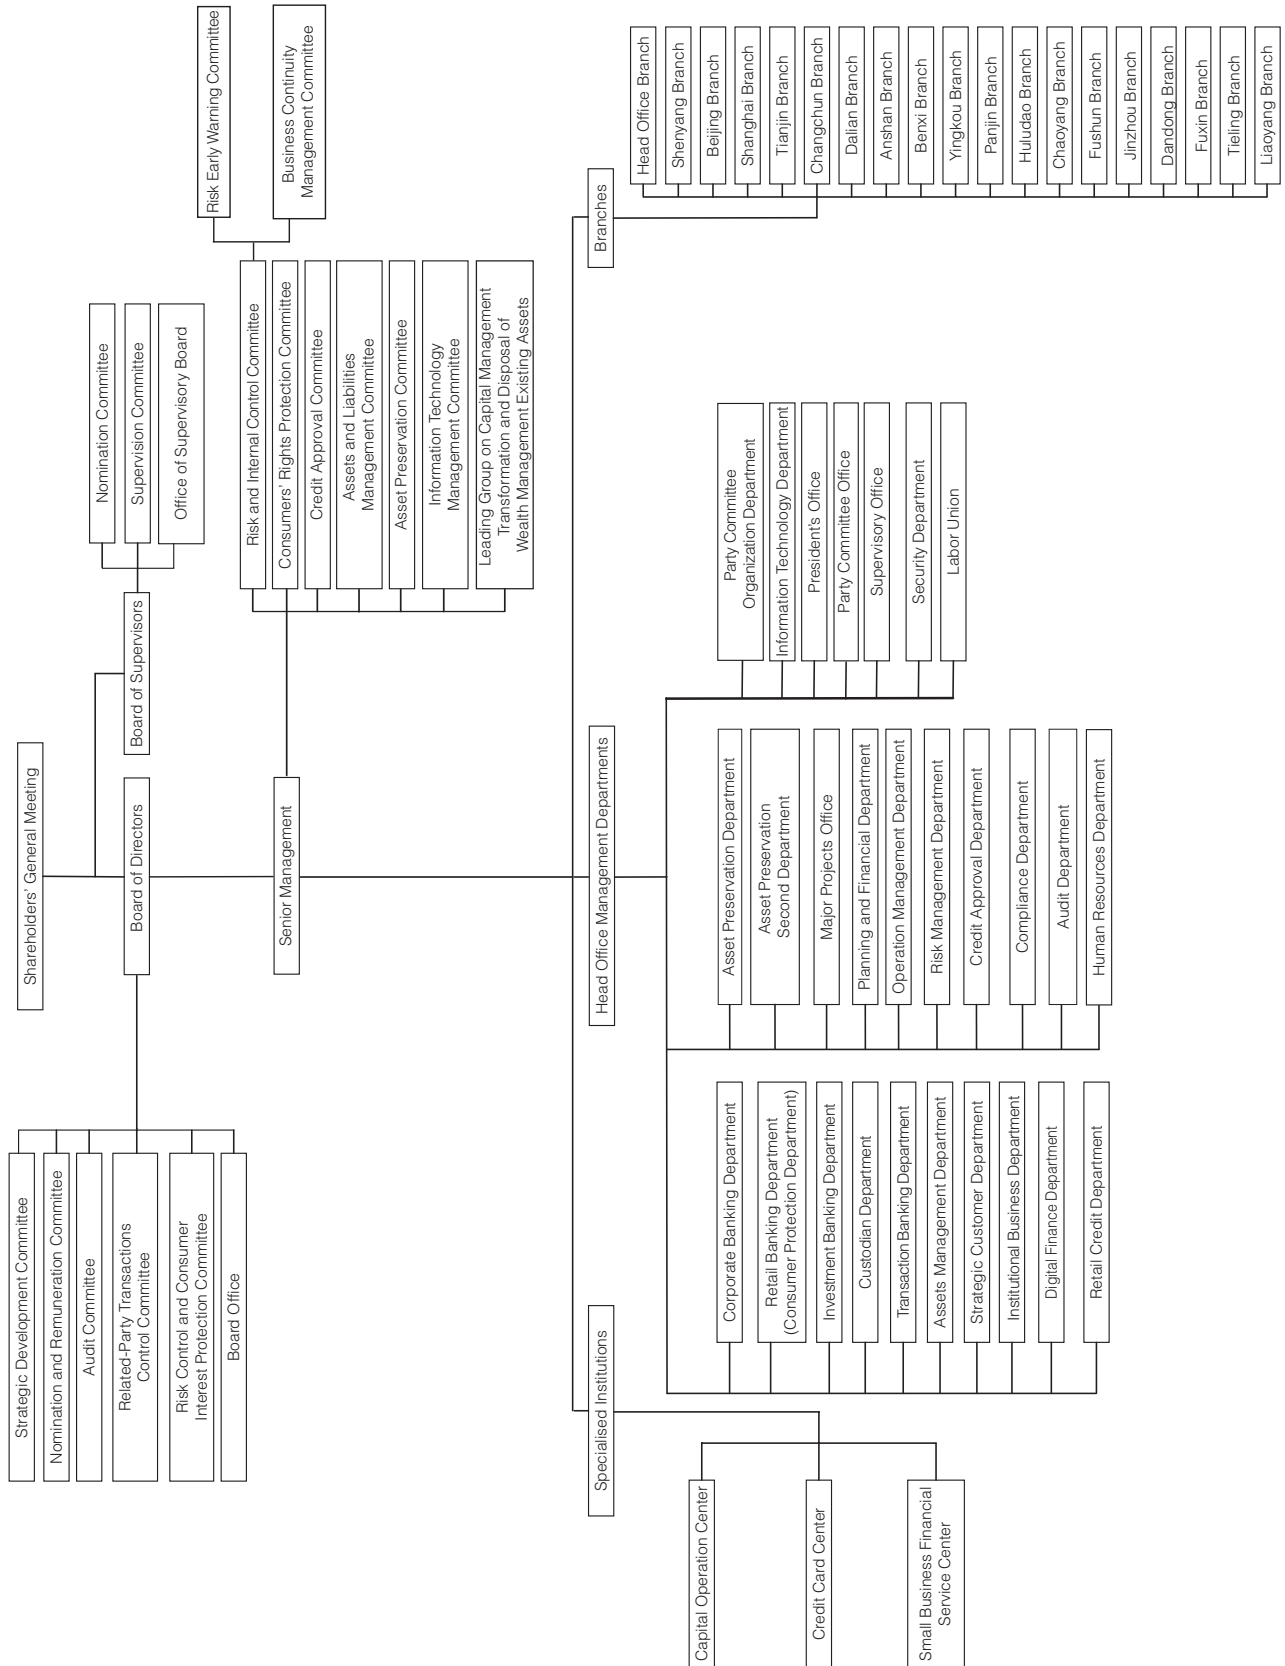 Shareholders' General Meeting
Board of Directors
Board of Supervisors
Strategic Development Committee
Nomination and Remuneration Committee
Audit Committee
Related-Party Transactions
Control Committee
Risk Control and Consumer
Interest Protection Committee
Board Office
Nomination Committee
Supervision Committee
Office of Supervisory Board
Senior Management
Risk and Internal Control Committee
Consumers' Rights Protection Committee
Credit Approval Committee
Assets and Liabilities
Management Committee
Asset Preservation Committee
Information Technology
Management Committee
Leading Group on Capital Management
Transformation and Disposal of
Wealth Management Existing Assets
Risk Early Warning Committee
Business Continuity
Management Committee
Specialised Institutions
Head Office Management Departments
Branches
Capital Operation Center
Credit Card Center
Small Business Financial
Service Center
Corporate Banking Department
Retail Banking Department
(Consumer Protection Department)
Investment Banking Department
Custodian Department
Transaction Banking Department
Assets Management Department
Strategic Customer Department
Institutional Business Department
Digital Finance Department
Retail Credit Department
Asset Preservation Department
Asset Preservation
Second Department
Major Projects Office
Planning and Financial Department
Operation Management Department
Risk Management Department
Credit Approval Department
Compliance Department
Audit Department
Human Resources Department
Party Committee
Organization Department
Information Technology Department
President's Office
Party Committee Office
Supervisory Office
Security Department
Labor Union
Head Office Branch
Shenyang Branch
Beijing Branch
Shanghai Branch
Tianjin Branch
Changchun Branch
Dalian Branch
Anshan Branch
Benxi Branch
Yingkou Branch
Panjin Branch
Huludao Branch
Chaoyang Branch
Fushun Branch
Jinzhou Branch
Dandong Branch
Fuxin Branch
Tieling Branch
Liaoyang Branch